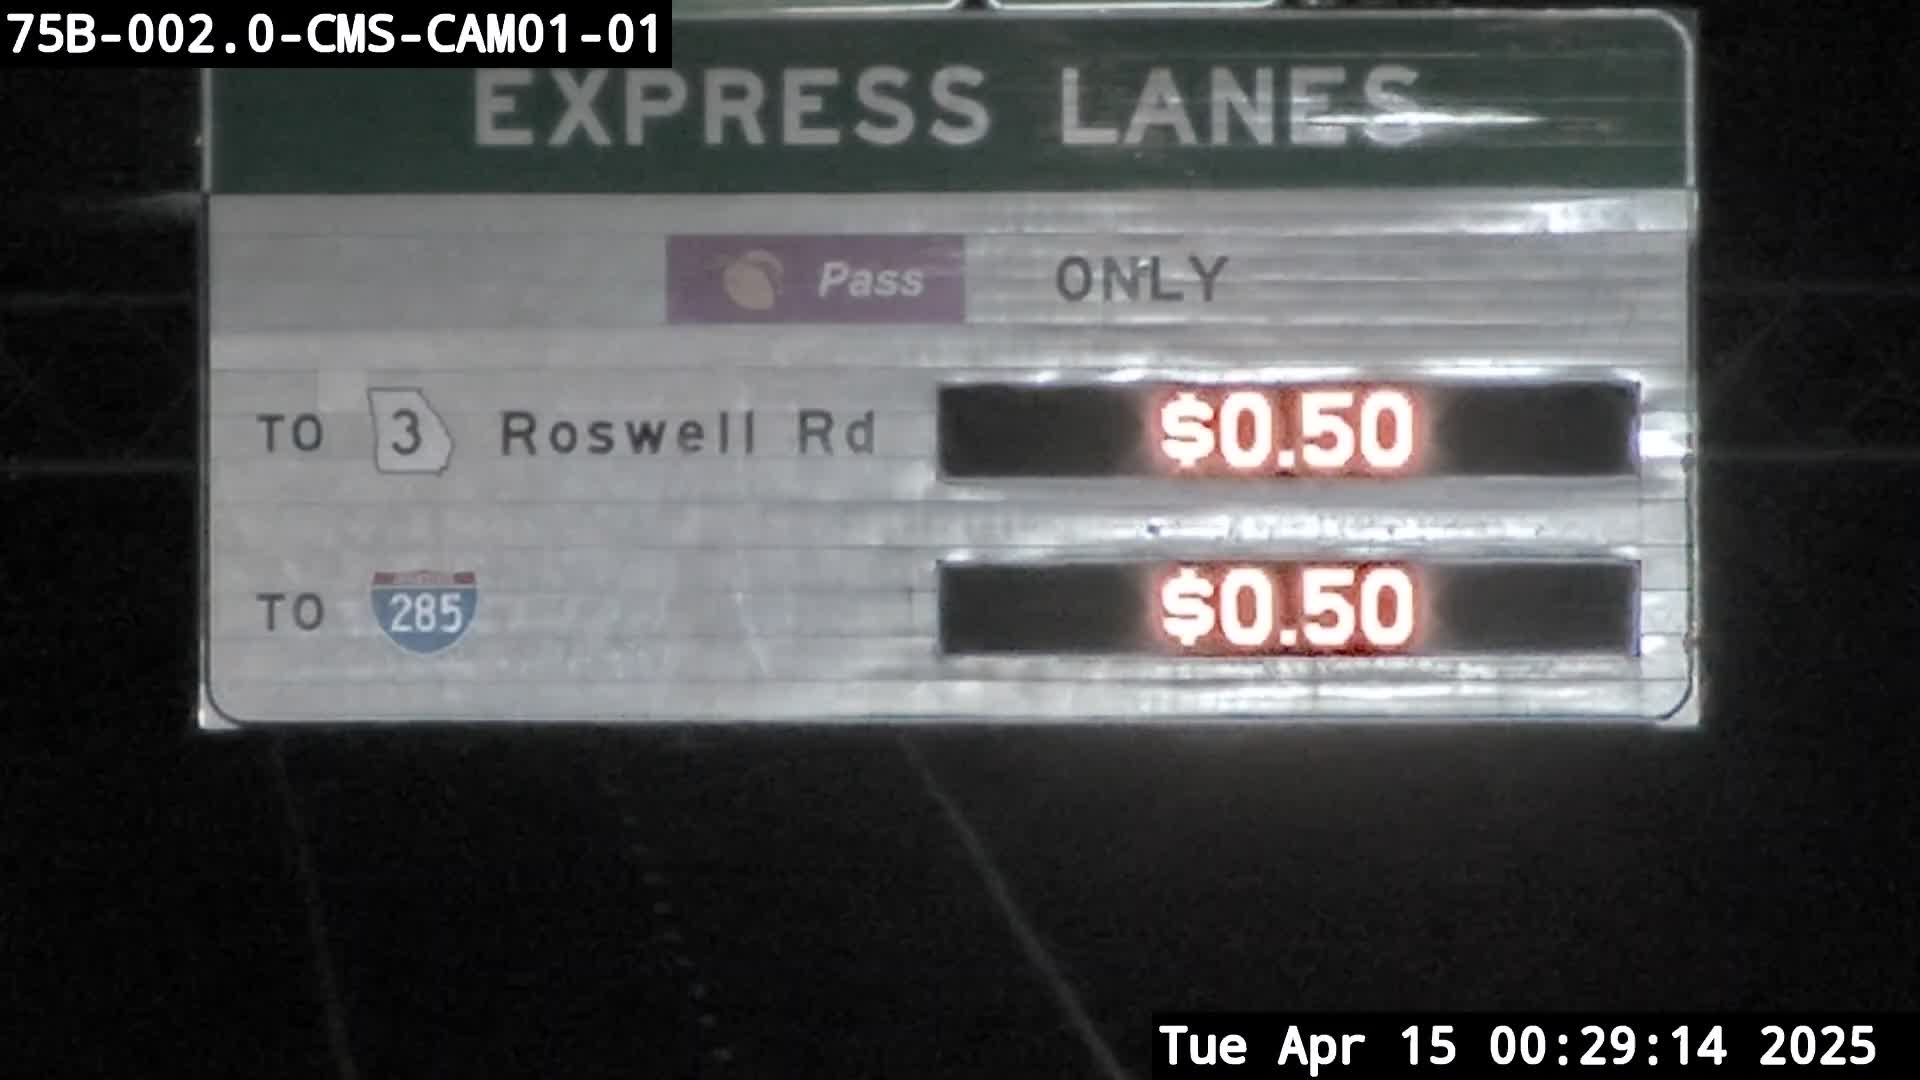 75B-002.0-CMS-CAM01-01
EXPRESS LANES
Pass ONLY
TO 3 Roswell Rd $0.50
TO 285 $0.50
Tue Apr 15 00:29:14 2025